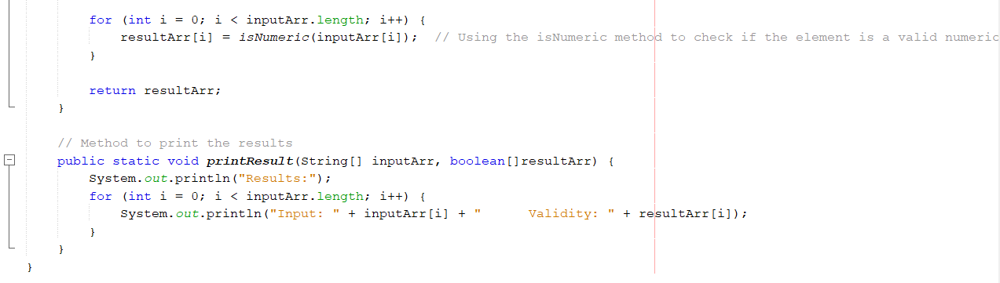 for (int i = 0; i < inputArr.length; i++) {
resultArr[i] = isNumeric(inputArr[i]);  // Using the isNumeric method to check if the element is a valid numeric
}
return resultArr;
}
// Method to print the results
public static void printResult(String[] inputArr, boolean[]resultArr) {
System.out.println("Results:");
for (int i = 0; i < inputArr.length; i++) {
System.out.println("Input: " + inputArr[i] + "      Validity: " + resultArr[i]);
}
}
}